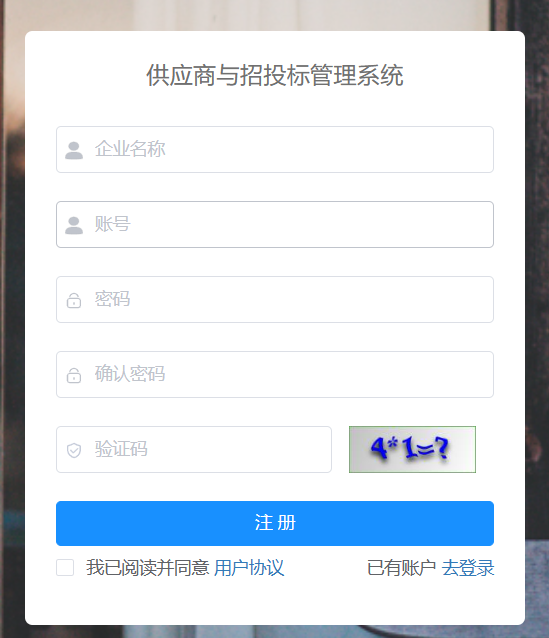 供应商与招投标管理系统
企业名称
账号
密码
确认密码
验证码 4*1=?
注 册
我已阅读并同意 用户协议 已有账户 去登录